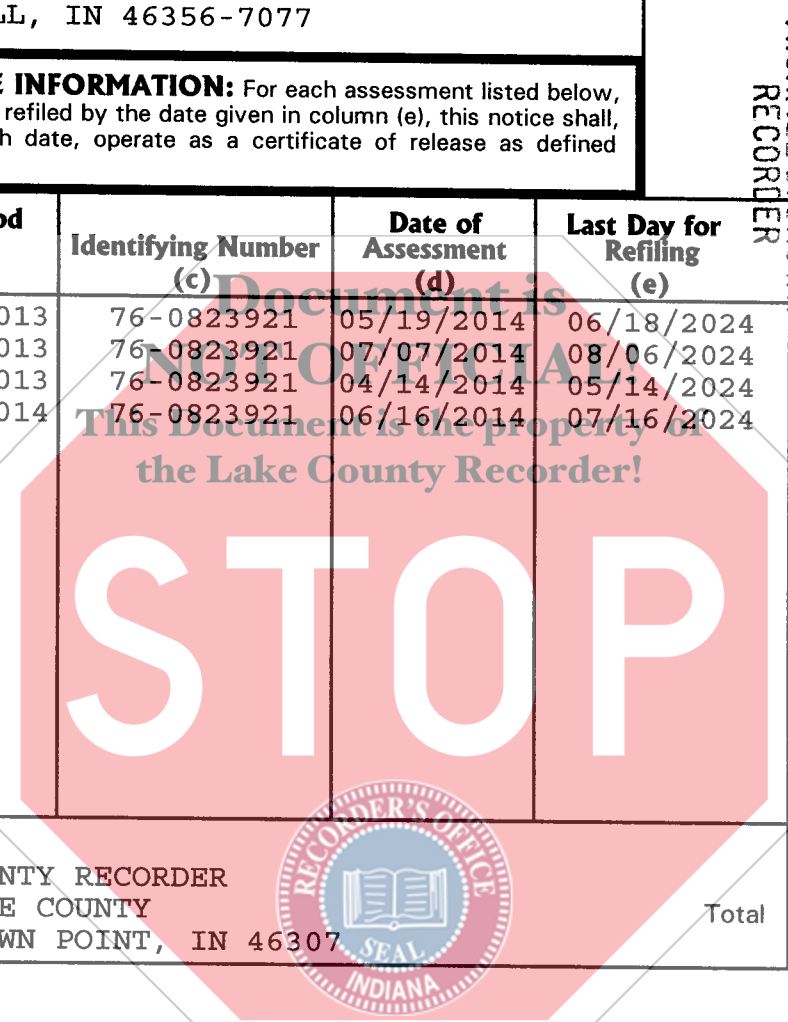 LL, IN 46356-7077
E INFORMATION: For each assessment listed below,
refiled by the date given in column (e), this notice shall,
h date, operate as a certificate of release as defined
RECORDER
od
Identifying Number
(c)
Date of
Assessment
(d)
Last Day for
Refiling
(e)
013 76-0823921 05/19/2014 06/18/2024
013 76-0823921 07/07/2014 08/06/2024
013 76-0823921 04/14/2014 05/14/2024
014 76-0823921 06/16/2014 07/16/2024
Document is
NOT OFFICIAL!
This Document is the property of
the Lake County Recorder!
STOP
RECORDER'S OFFICE
SEAL
INDIANA
NTY RECORDER
E COUNTY
WN POINT, IN 46307
Total